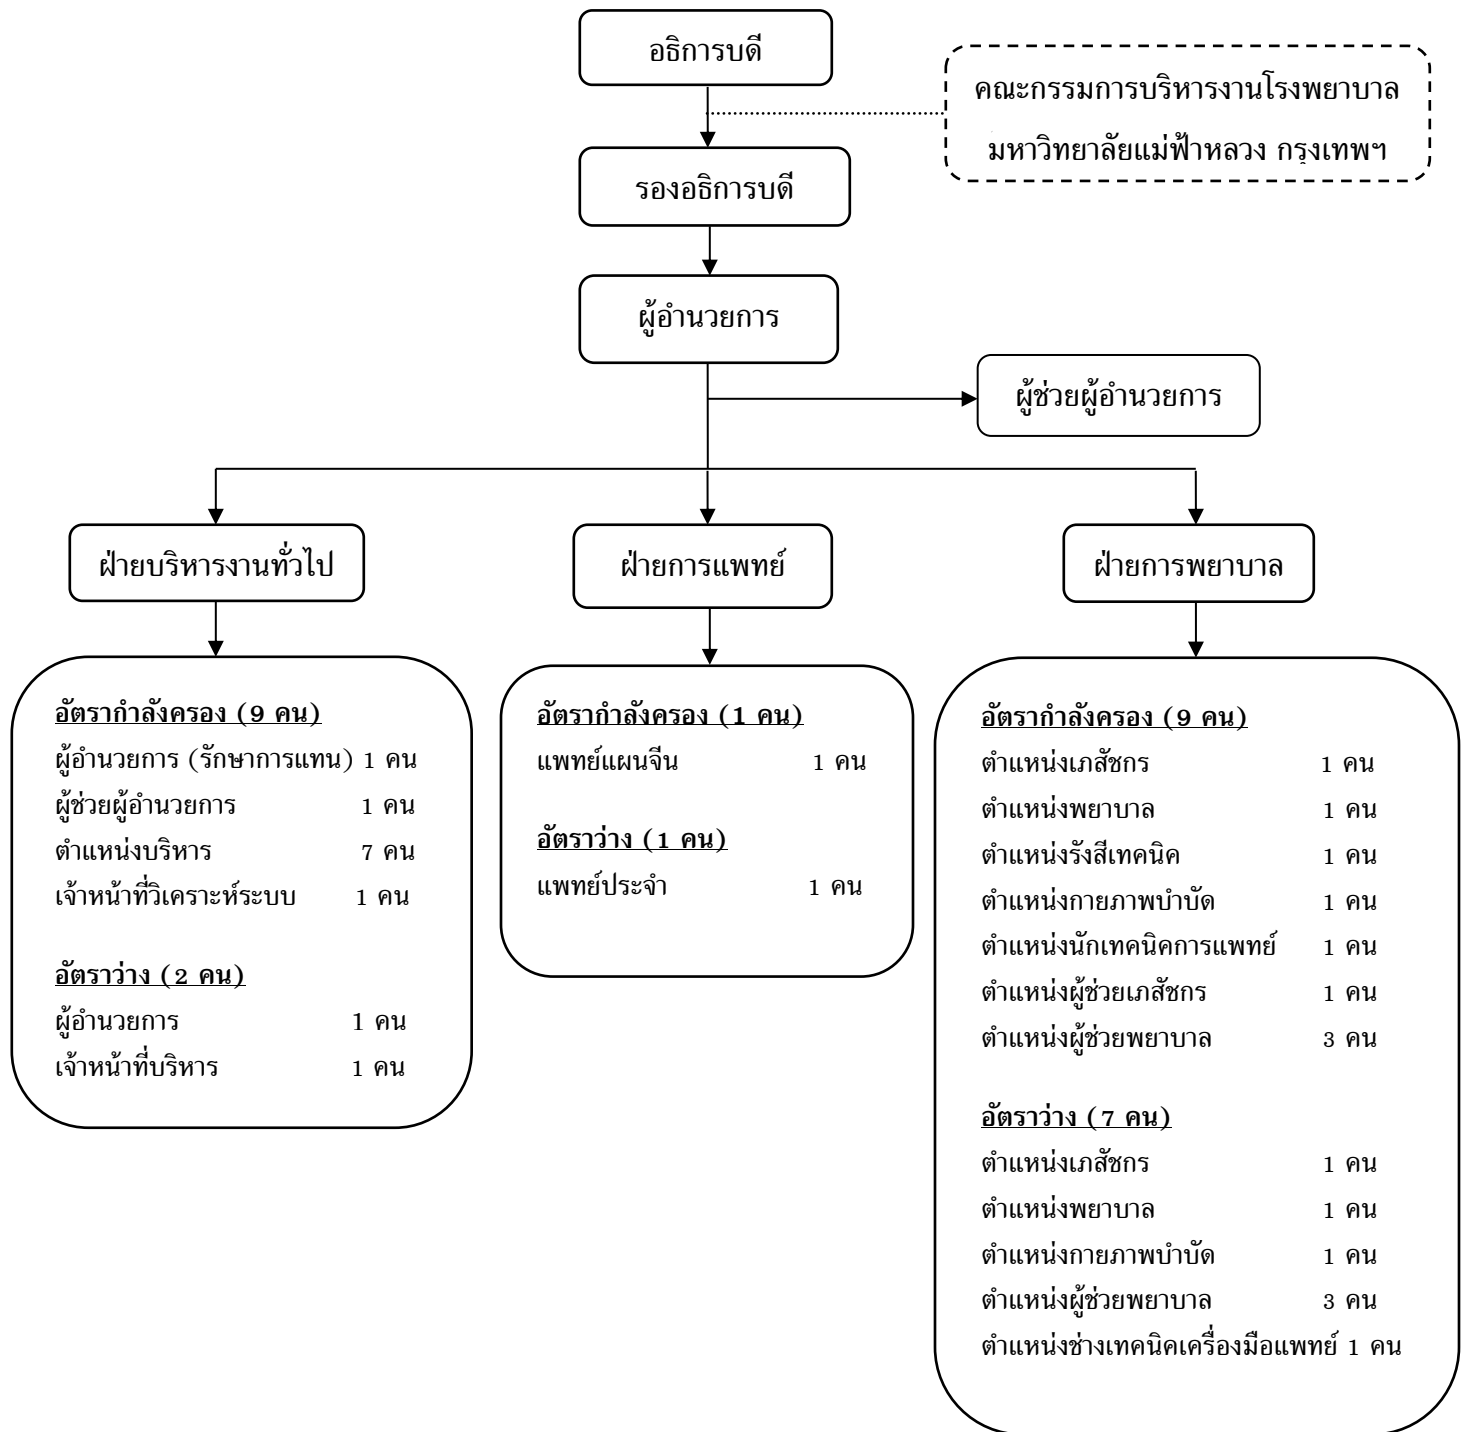 อธิการบดี
คณะกรรมการบริหารงานโรงพยาบาล
มหาวิทยาลัยแม่ฟ้าหลวง กรุงเทพฯ
รองอธิการบดี
ผู้อำนวยการ
ผู้ช่วยผู้อำนวยการ
ฝ่ายบริหารงานทั่วไป
ฝ่ายการแพทย์
ฝ่ายการพยาบาล
อัตรากำลังครอง (9 คน)
ผู้อำนวยการ (รักษาการแทน) 1 คน
ผู้ช่วยผู้อำนวยการ 1 คน
ตำแหน่งบริหาร 7 คน
เจ้าหน้าที่วิเคราะห์ระบบ 1 คน
อัตราว่าง (2 คน)
ผู้อำนวยการ 1 คน
เจ้าหน้าที่บริหาร 1 คน
อัตรากำลังครอง (1 คน)
แพทย์แผนจีน 1 คน
อัตราว่าง (1 คน)
แพทย์ประจำ 1 คน
อัตรากำลังครอง (9 คน)
ตำแหน่งเภสัชกร 1 คน
ตำแหน่งพยาบาล 1 คน
ตำแหน่งรังสีเทคนิค 1 คน
ตำแหน่งกายภาพบำบัด 1 คน
ตำแหน่งนักเทคนิคการแพทย์ 1 คน
ตำแหน่งผู้ช่วยเภสัชกร 1 คน
ตำแหน่งผู้ช่วยพยาบาล 3 คน
อัตราว่าง (7 คน)
ตำแหน่งเภสัชกร 1 คน
ตำแหน่งพยาบาล 1 คน
ตำแหน่งกายภาพบำบัด 1 คน
ตำแหน่งผู้ช่วยพยาบาล 3 คน
ตำแหน่งช่างเทคนิคเครื่องมือแพทย์ 1 คน